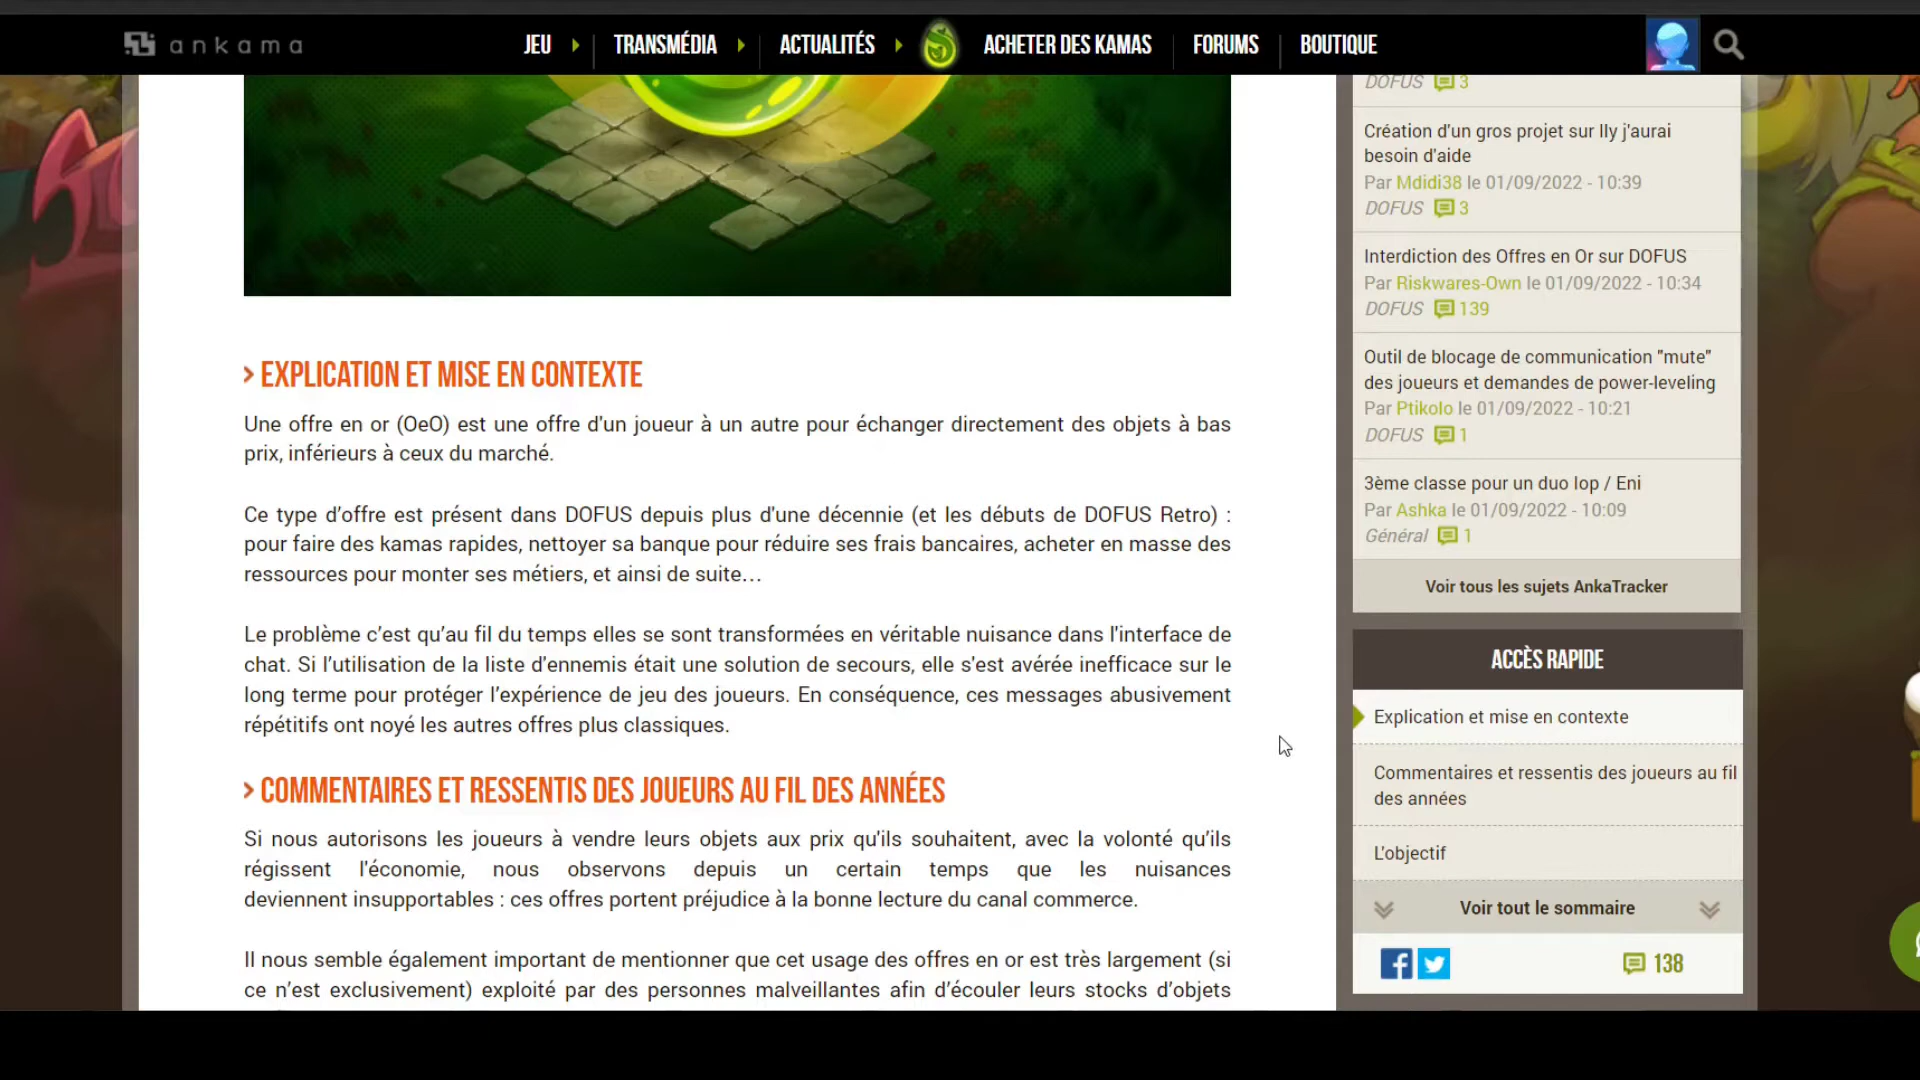 ankama
JEU
TRANSMÉDIA
ACTUALITÉS
ACHETER DES KAMAS
FORUMS
BOUTIQUE
EXPLICATION ET MISE EN CONTEXTE
Une offre en or (OeO) est une offre d'un joueur à un autre pour échanger directement des objets à bas
prix, inférieurs à ceux du marché.
Ce type d’offre est présent dans DOFUS depuis plus d'une décennie (et les débuts de DOFUS Retro) :
pour faire des kamas rapides, nettoyer sa banque pour réduire ses frais bancaires, acheter en masse des
ressources pour monter ses métiers, et ainsi de suite…
Le problème c’est qu’au fil du temps elles se sont transformées en véritable nuisance dans l'interface de
chat. Si l’utilisation de la liste d’ennemis était une solution de secours, elle s'est avérée inefficace sur le
long terme pour protéger l’expérience de jeu des joueurs. En conséquence, ces messages abusivement
répétitifs ont noyé les autres offres plus classiques.
COMMENTAIRES ET RESSENTIS DES JOUEURS AU FIL DES ANNÉES
Si nous autorisons les joueurs à vendre leurs objets aux prix qu'ils souhaitent, avec la volonté qu’ils
régissent l'économie, nous observons depuis un certain temps que les nuisances
deviennent insupportables : ces offres portent préjudice à la bonne lecture du canal commerce.
Il nous semble également important de mentionner que cet usage des offres en or est très largement (si
ce n’est exclusivement) exploité par des personnes malveillantes afin d’écouler leurs stocks d’objets
DOFUS 3
Création d'un gros projet sur Ily j'aurai
besoin d'aide
Par Mdidi38 le 01/09/2022 - 10:39
DOFUS 3
Interdiction des Offres en Or sur DOFUS
Par Riskwares-Own le 01/09/2022 - 10:34
DOFUS 139
Outil de blocage de communication "mute"
des joueurs et demandes de power-leveling
Par Ptikolo le 01/09/2022 - 10:21
DOFUS 1
3ème classe pour un duo Iop / Eni
Par Ashka le 01/09/2022 - 10:09
Général 1
Voir tous les sujets AnkaTracker
ACCÈS RAPIDE
Explication et mise en contexte
Commentaires et ressentis des joueurs au fil
des années
L'objectif
Voir tout le sommaire
138